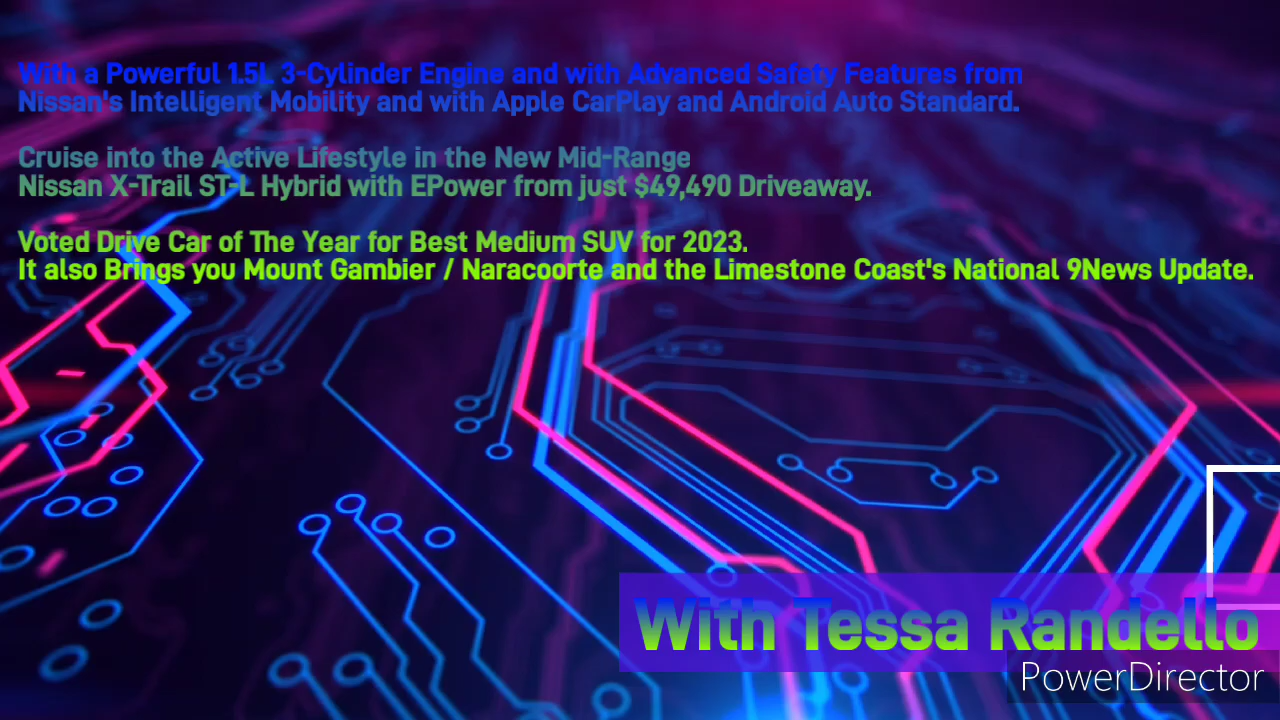 With a Powerful 1.5L 3-Cylinder Engine and with Advanced Safety Features from
Nissan's Intelligent Mobility and with Apple CarPlay and Android Auto Standard.
Cruise into the Active Lifestyle in the New Mid-Range
Nissan X-Trail ST-L Hybrid with EPower from just $49,490 Driveaway.
Voted Drive Car of The Year for Best Medium SUV for 2023.
It also Brings you Mount Gambier / Naracoorte and the Limestone Coast's National 9News Update.
With Tessa Randello
PowerDirector